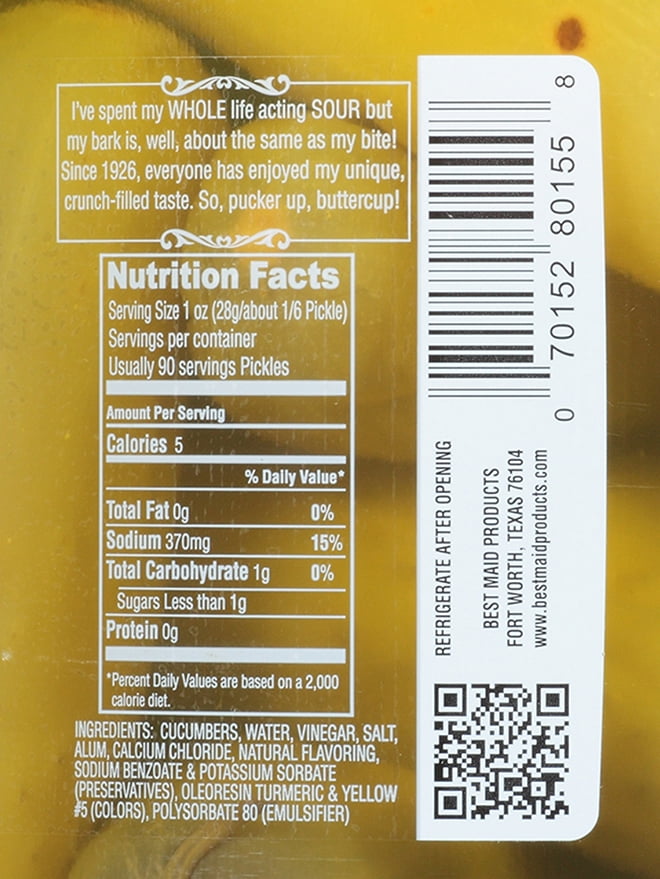 I've spent my WHOLE life acting SOUR but
my bark is, well, about the same as my bite!
Since 1926, everyone has enjoyed my unique,
crunch-filled taste. So, pucker up, buttercup!
Nutrition Facts
Serving Size 1 oz (28g/about 1/6 Pickle)
Servings per container
Usually 90 servings Pickles
Amount Per Serving
Calories 5
% Daily Value*
Total Fat 0g 0%
Sodium 370mg 15%
Total Carbohydrate 1g 0%
Sugars Less than 1g
Protein 0g
*Percent Daily Values are based on a 2,000
calorie diet.
INGREDIENTS: CUCUMBERS, WATER, VINEGAR, SALT,
ALUM, CALCIUM CHLORIDE, NATURAL FLAVORING,
SODIUM BENZOATE & POTASSIUM SORBATE
(PRESERVATIVES), OLEORESIN TURMERIC & YELLOW
#5 (COLORS), POLYSORBATE 80 (EMULSIFIER)
0 70152 80155 8
REFRIGERATE AFTER OPENING
BEST MAID PRODUCTS
FORT WORTH, TEXAS 76104
www.bestmaidproducts.com